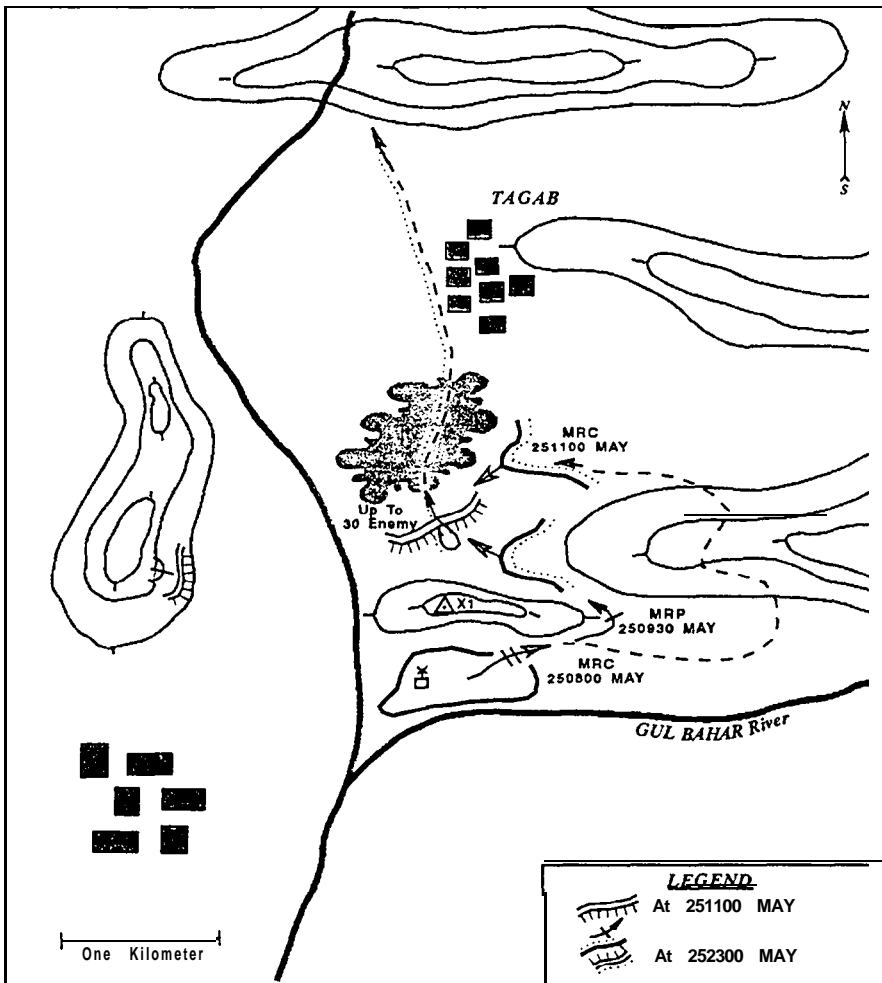 N
S
TAGAB
MRC
251100 MAY
Up To
30 Enemy
X1
MRP
250930 MAY
MRC
250800 MAY
GUL BAHAR River
LEGEND
At 251100 MAY
At 252300 MAY
One Kilometer